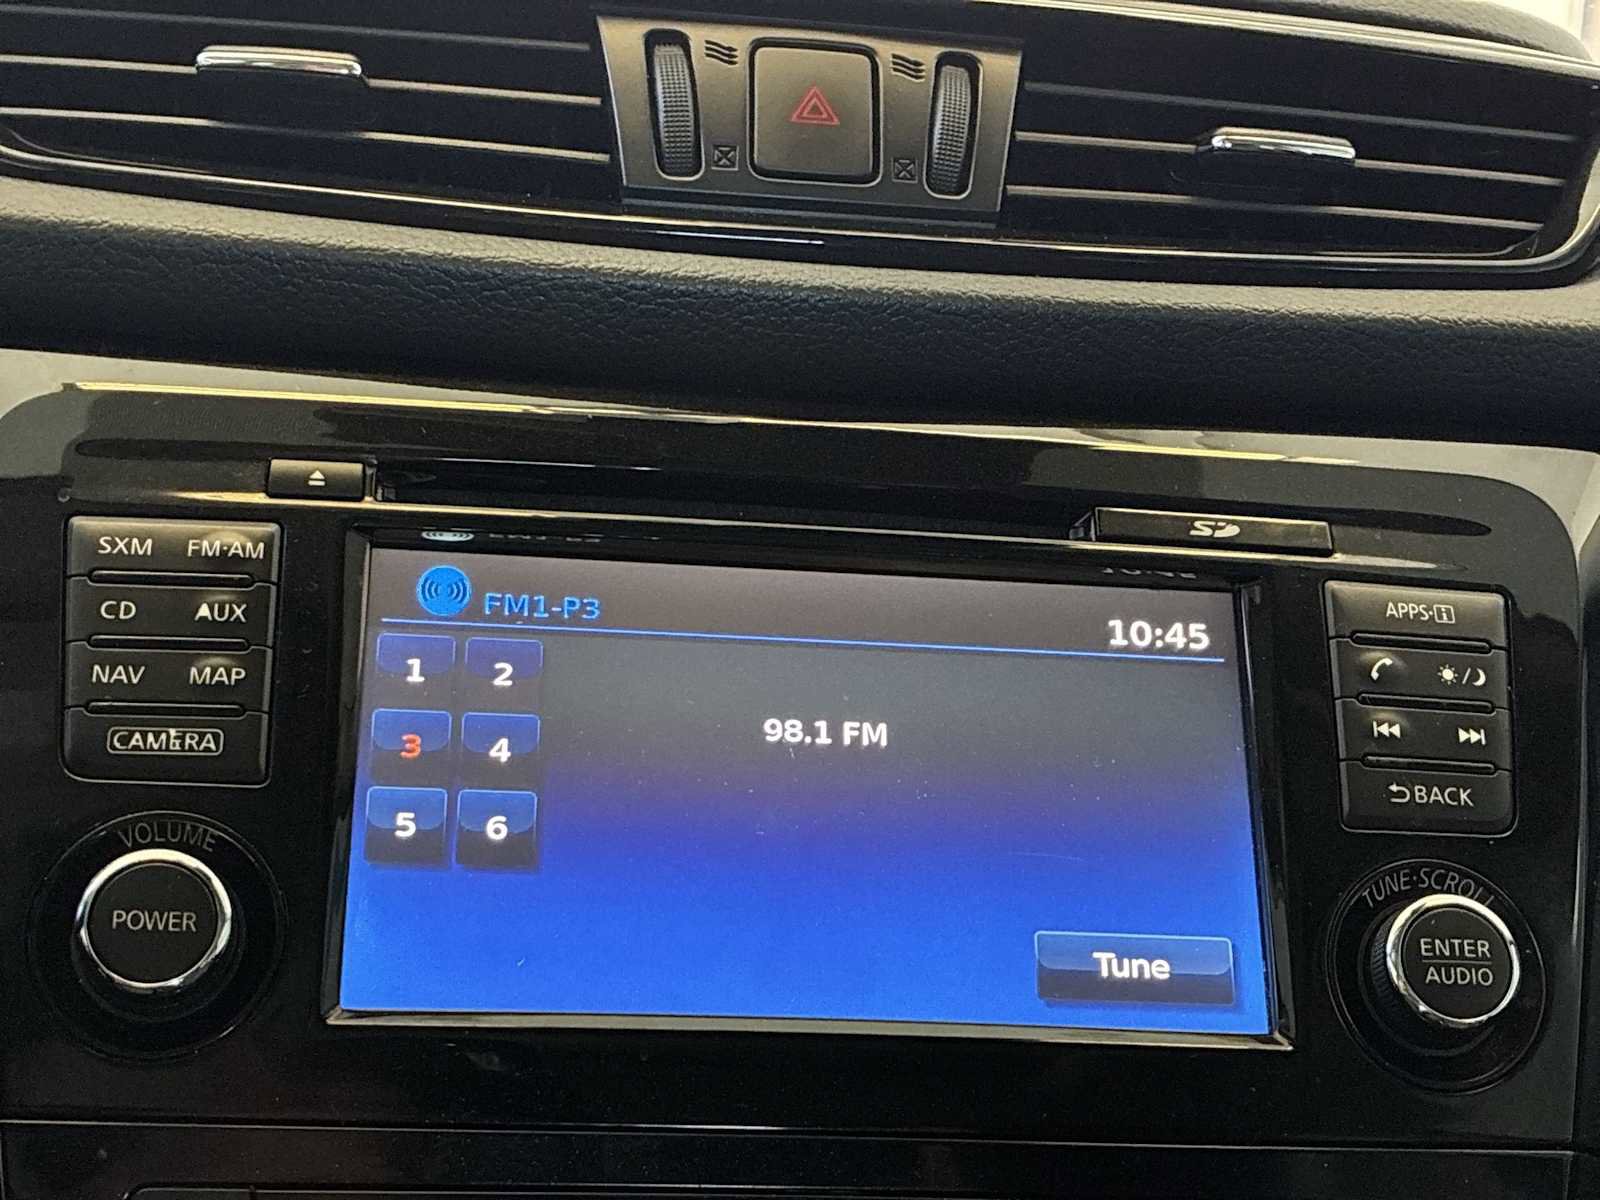 SD
SXM FM·AM
CD AUX
NAV MAP
CAMERA
VOLUME
POWER
FM1-P3
10:45
1 2
3 4
5 6
98.1 FM
Tune
APPS·i
BACK
TUNE·SCROLL
ENTER
AUDIO